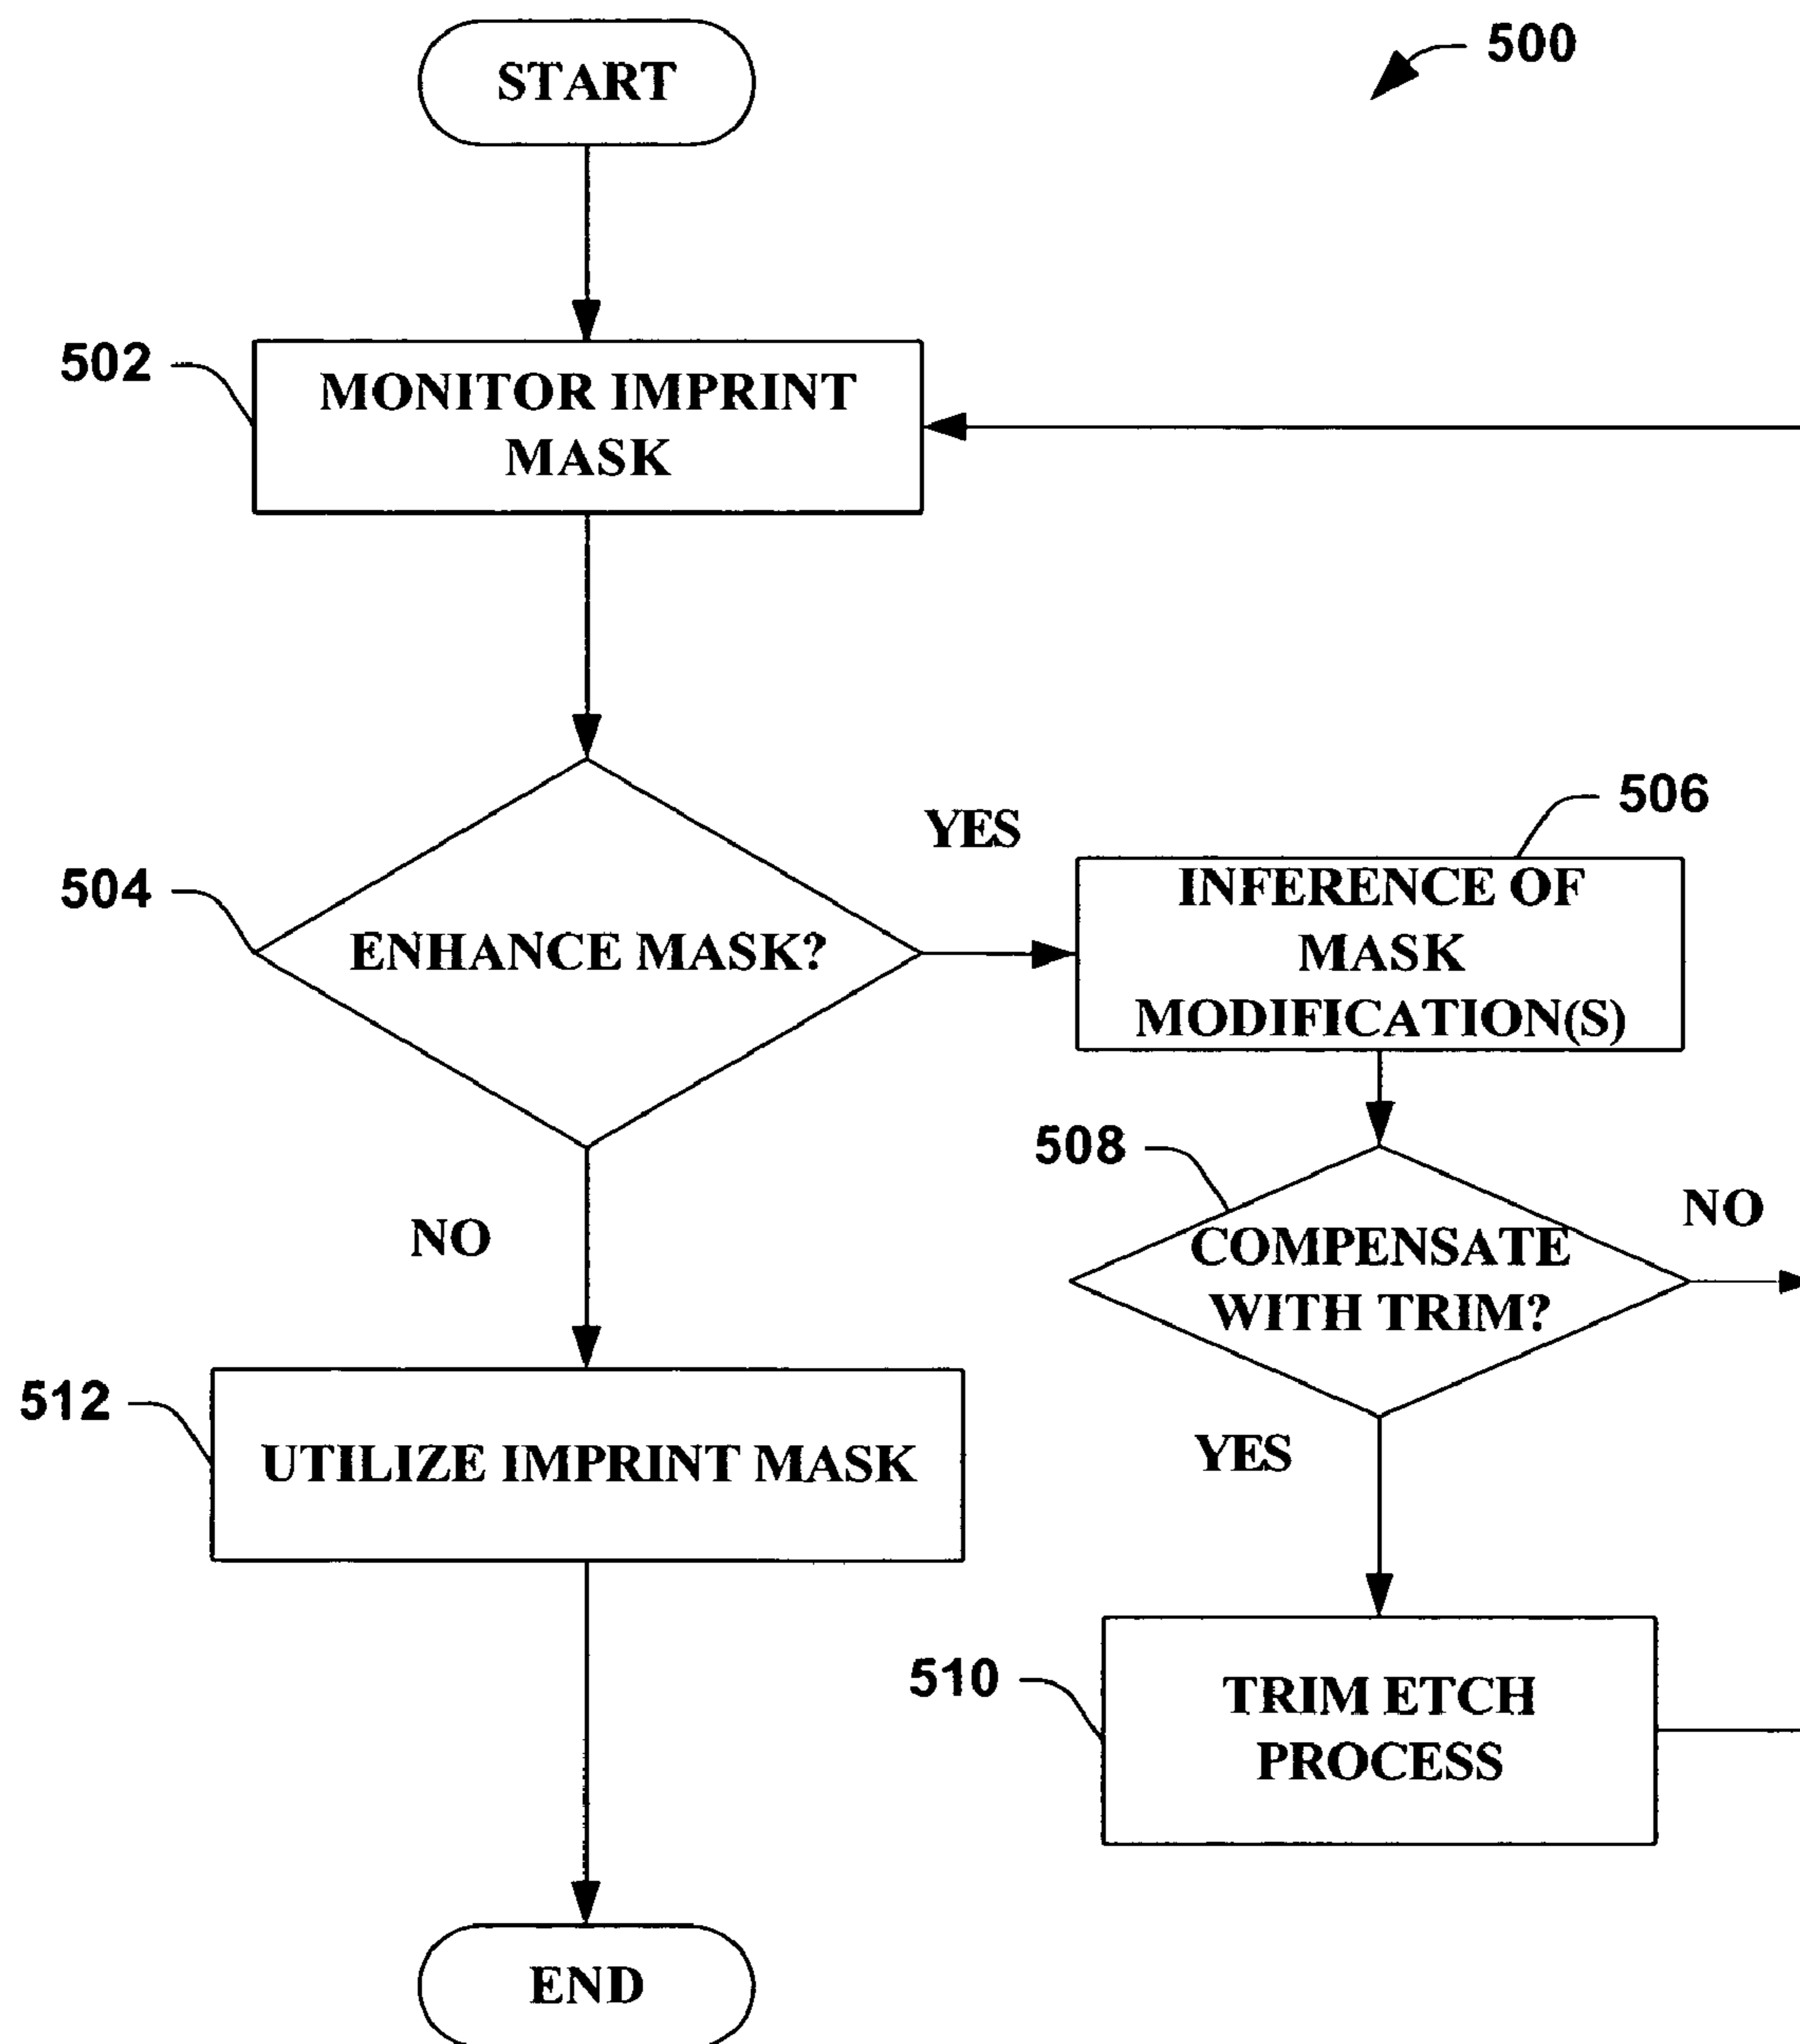 START
500
502
MONITOR IMPRINT
MASK
504
ENHANCE MASK?
YES
506
INFERENCE OF
MASK
MODIFICATION(S)
508
COMPENSATE
WITH TRIM?
NO
NO
512
UTILIZE IMPRINT MASK
YES
510
TRIM ETCH
PROCESS
END